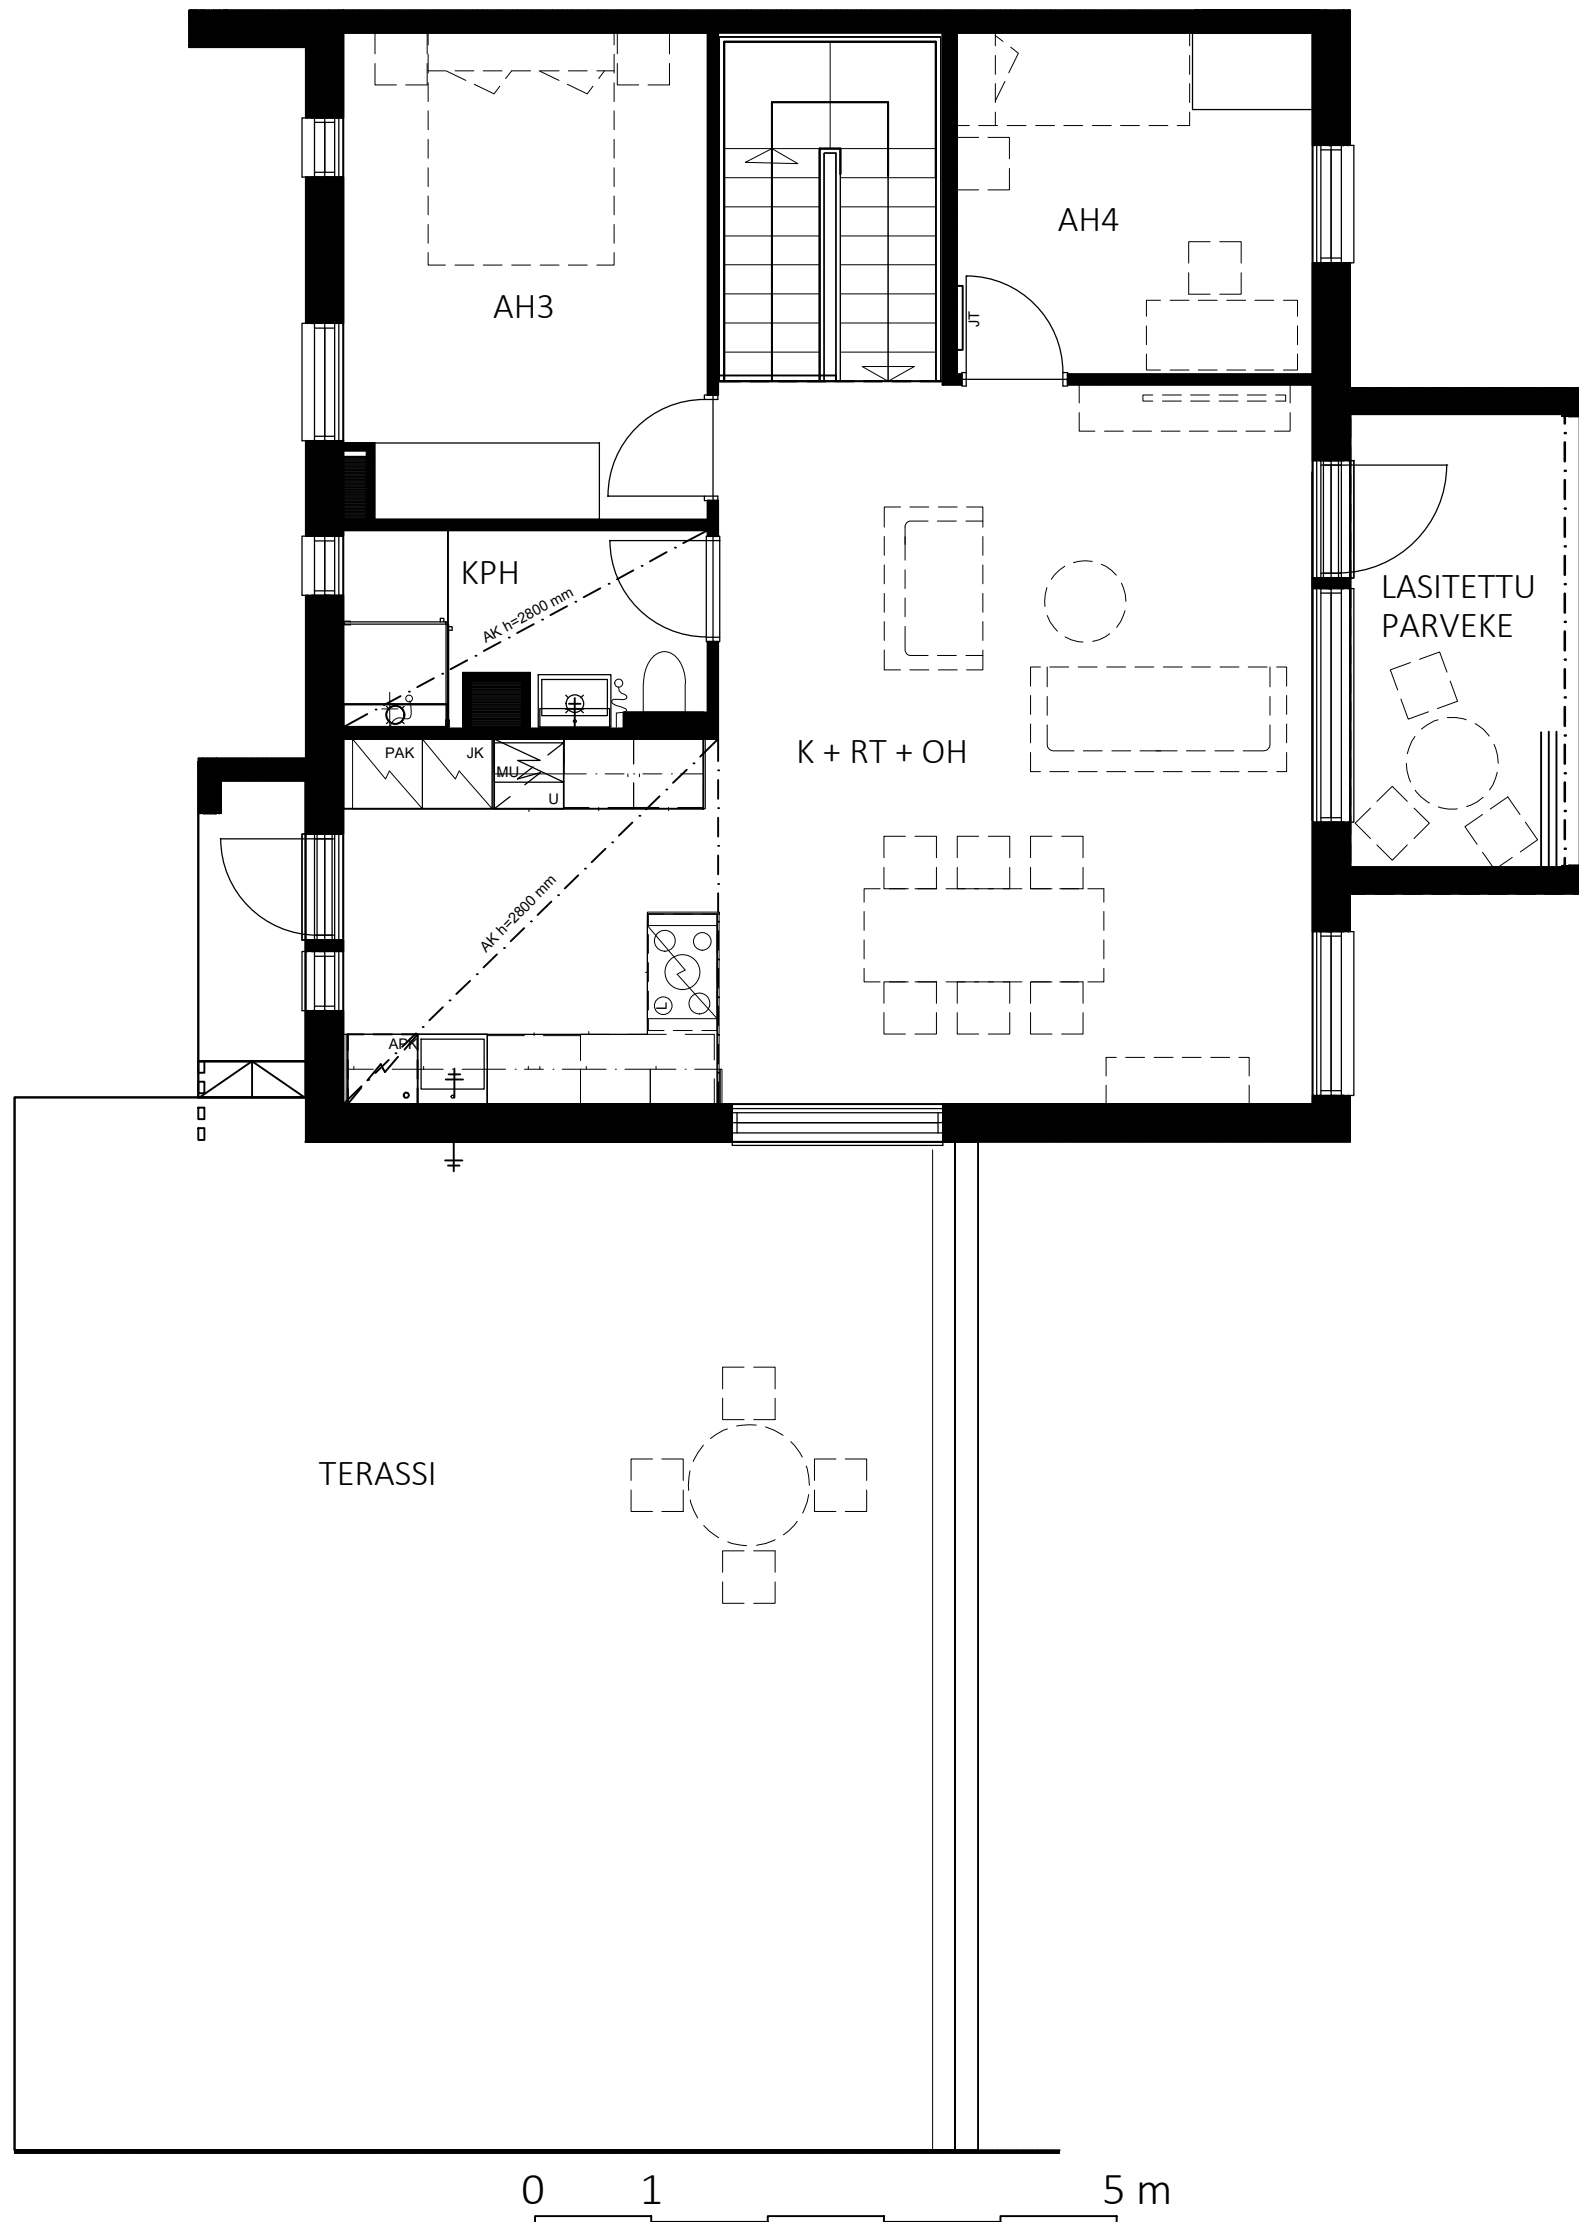 AH3
AH4
JT
KPH
AK h=2800 mm
LASITETTU
PARVEKE
PAK
JK
MU
U
K + RT + OH
AK h=2800 mm
L
APK
TERASSI
0 1 5 m